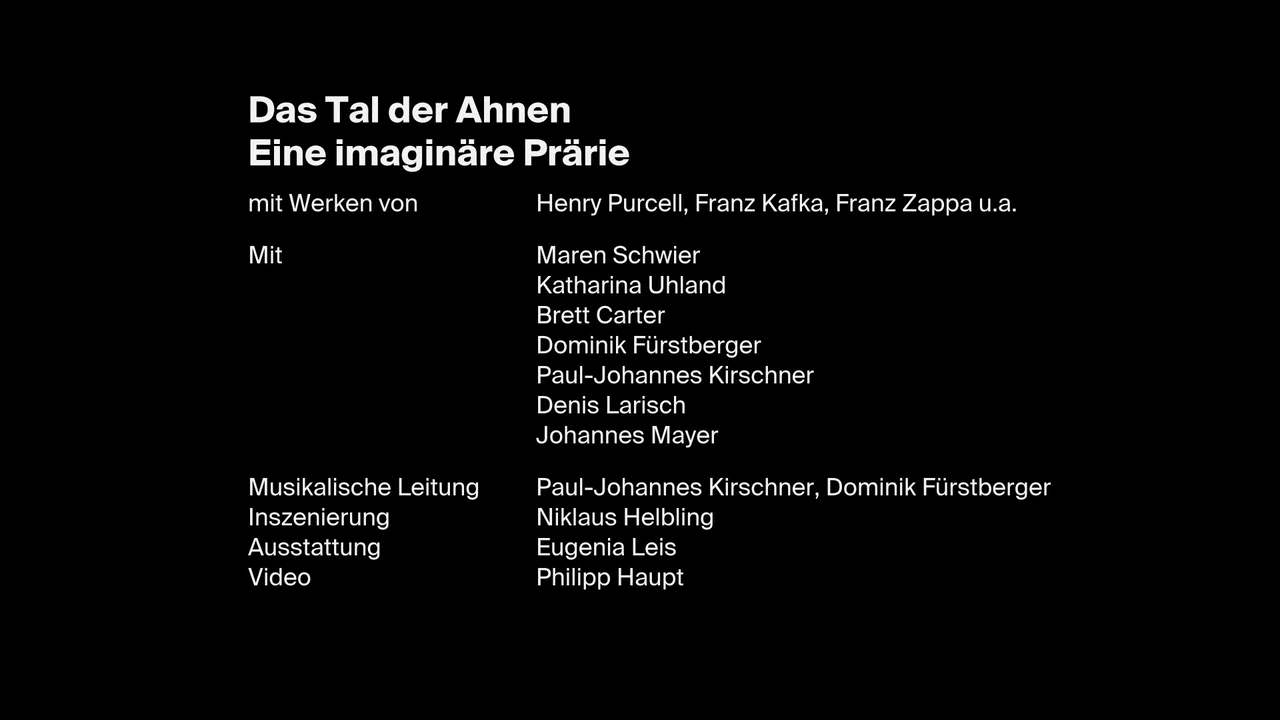 Das Tal der Ahnen
Eine imaginäre Prärie
mit Werken von Henry Purcell, Franz Kafka, Franz Zappa u.a.
Mit Maren Schwier
Katharina Uhland
Brett Carter
Dominik Fürstberger
Paul-Johannes Kirschner
Denis Larisch
Johannes Mayer
Musikalische Leitung Paul-Johannes Kirschner, Dominik Fürstberger
Inszenierung Niklaus Helbling
Ausstattung Eugenia Leis
Video Philipp Haupt